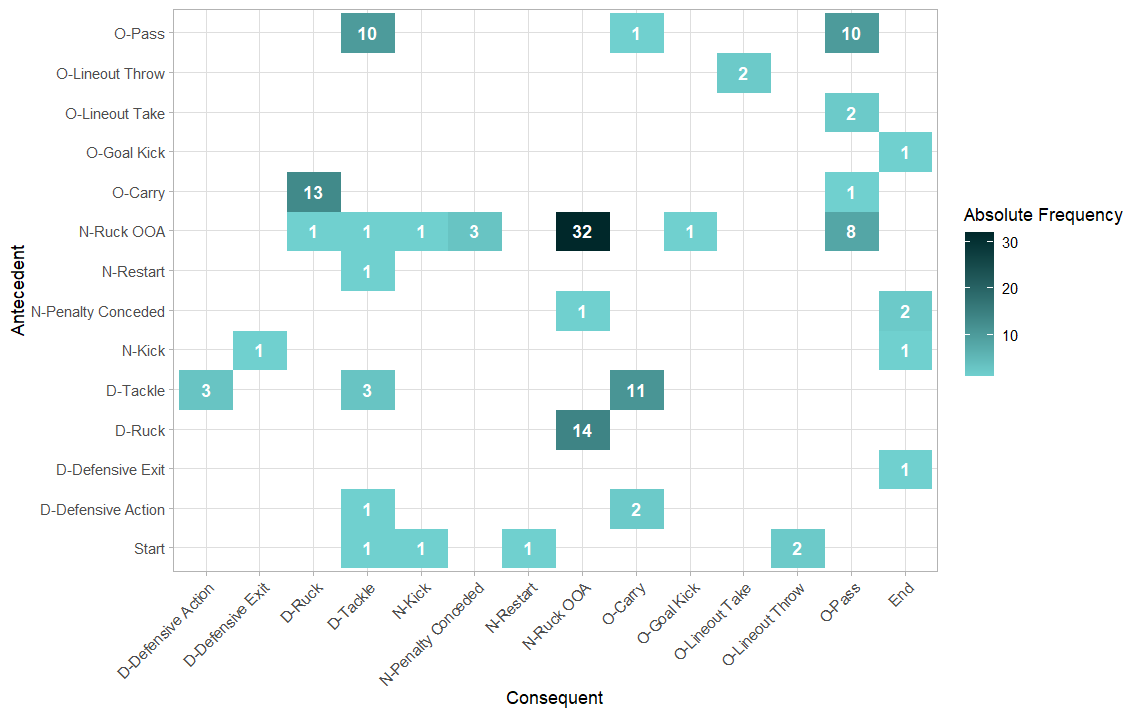 O-Pass 10 1 10
O-Lineout Throw 2
O-Lineout Take 2
O-Goal Kick 1
O-Carry 13 1
N-Ruck OOA 1 1 1 3 32 1 8
N-Restart 1
N-Penalty Conceded 1 2
N-Kick 1 1
D-Tackle 3 3 11
D-Ruck 14
D-Defensive Exit 1
D-Defensive Action 1 2
Start 1 1 1 2
Antecedent
D-Defensive Action
D-Defensive Exit
D-Ruck
D-Tackle
N-Kick
N-Penalty Conceded
N-Restart
N-Ruck OOA
O-Carry
O-Goal Kick
O-Lineout Take
O-Lineout Throw
O-Pass
End
Consequent
Absolute Frequency
30
20
10